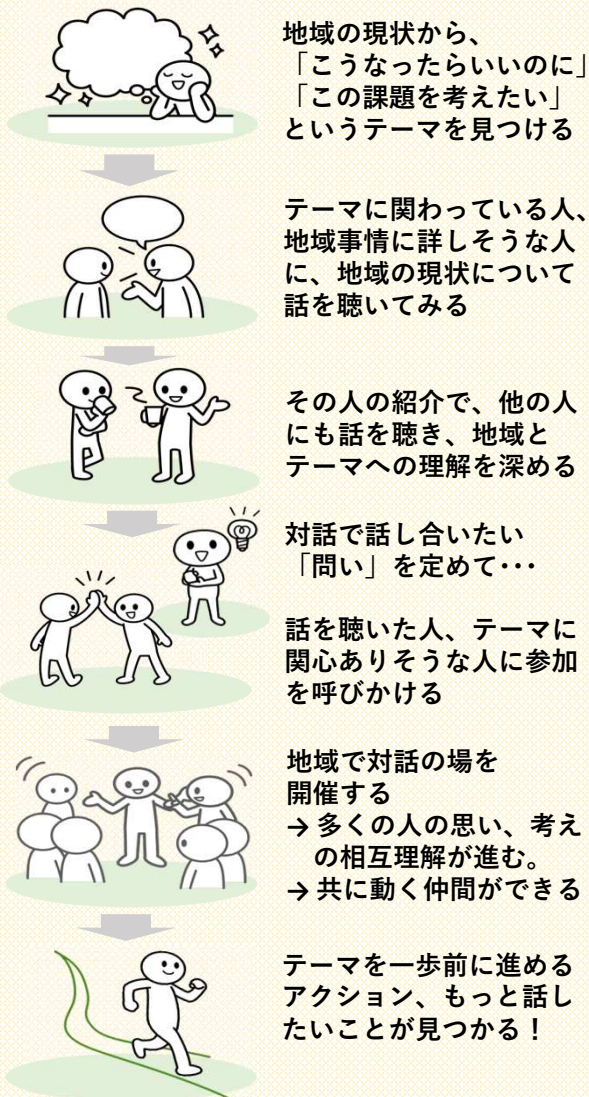 地域の現状から、
「こうなったらいいのに」
「この課題を考えたい」
というテーマを見つける
テーマに関わっている人、
地域事情に詳しそうな人
に、地域の現状について
話を聴いてみる
その人の紹介で、他の人
にも話を聴き、地域と
テーマへの理解を深める
対話で話し合いたい
「問い」を定めて･･･
話を聴いた人、テーマに
関心ありそうな人に参加
を呼びかける
地域で対話の場を
開催する
→ 多くの人の思い、考え
の相互理解が進む。
→ 共に動く仲間ができる
テーマを一歩前に進める
アクション、もっと話し
たいことが見つかる！